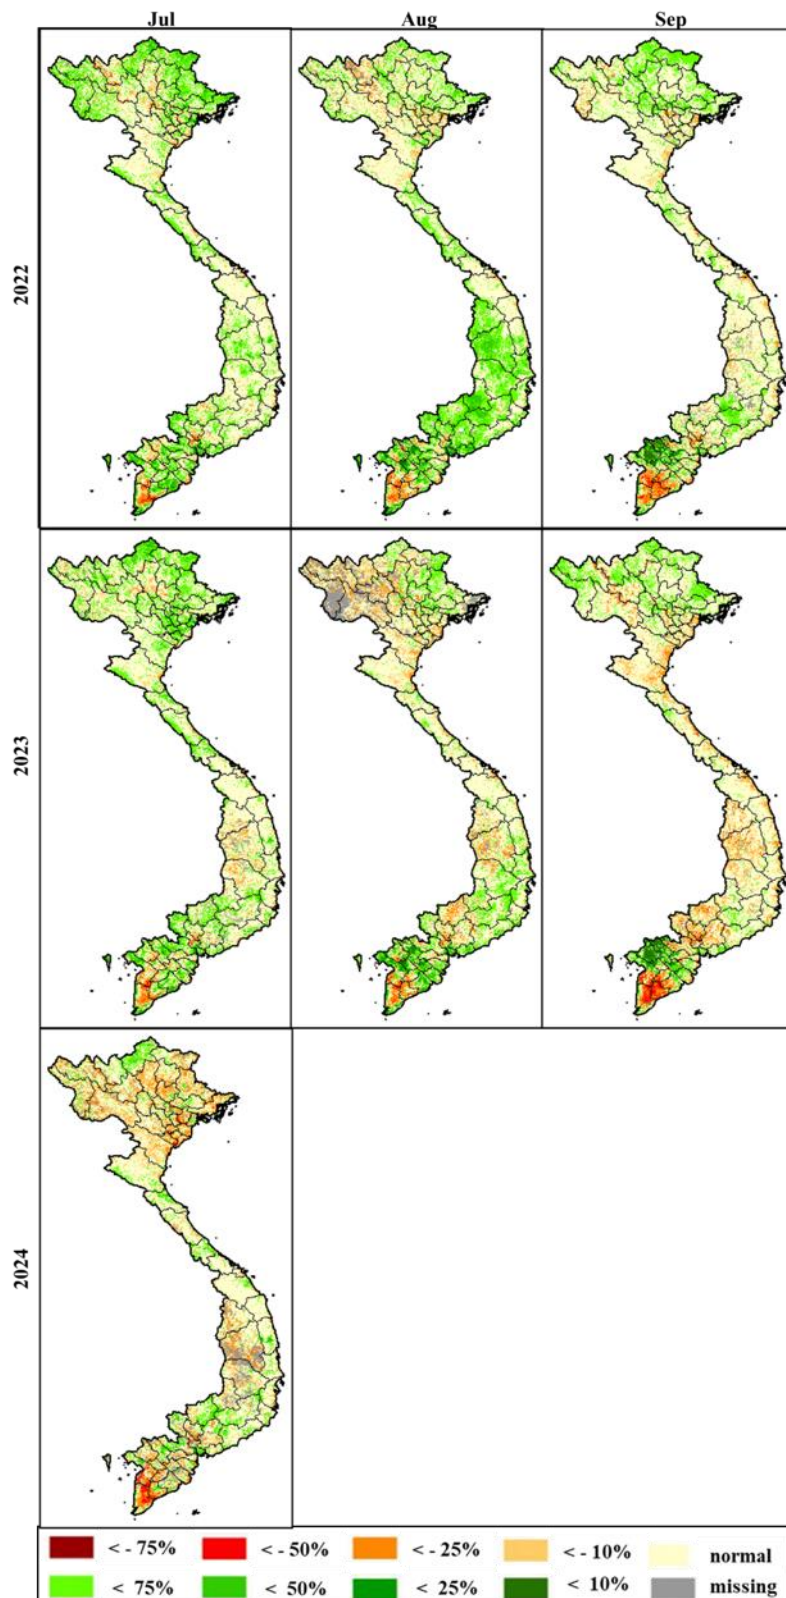 Jul Aug Sep
2022
2023
2024
< - 75% < - 50% < - 25% < - 10% normal
< 75% < 50% < 25% < 10% missing